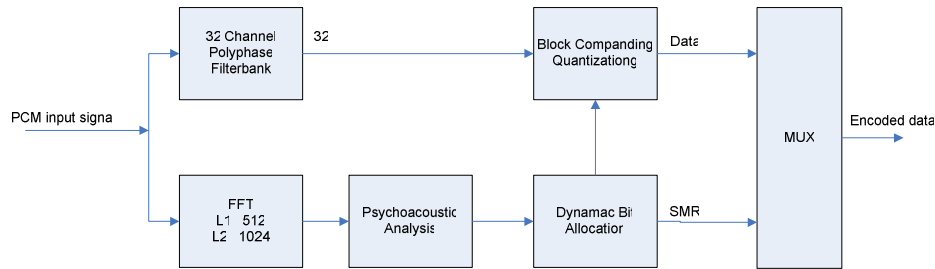 32 Channel
Polyphase
Filterbank
32
Block Companding
Quantizationg
Data
PCM input signa
MUX
Encoded data
FFT
L1 512
L2 1024
Psychoacoustic
Analysis
Dynamac Bit
Allocation
SMR